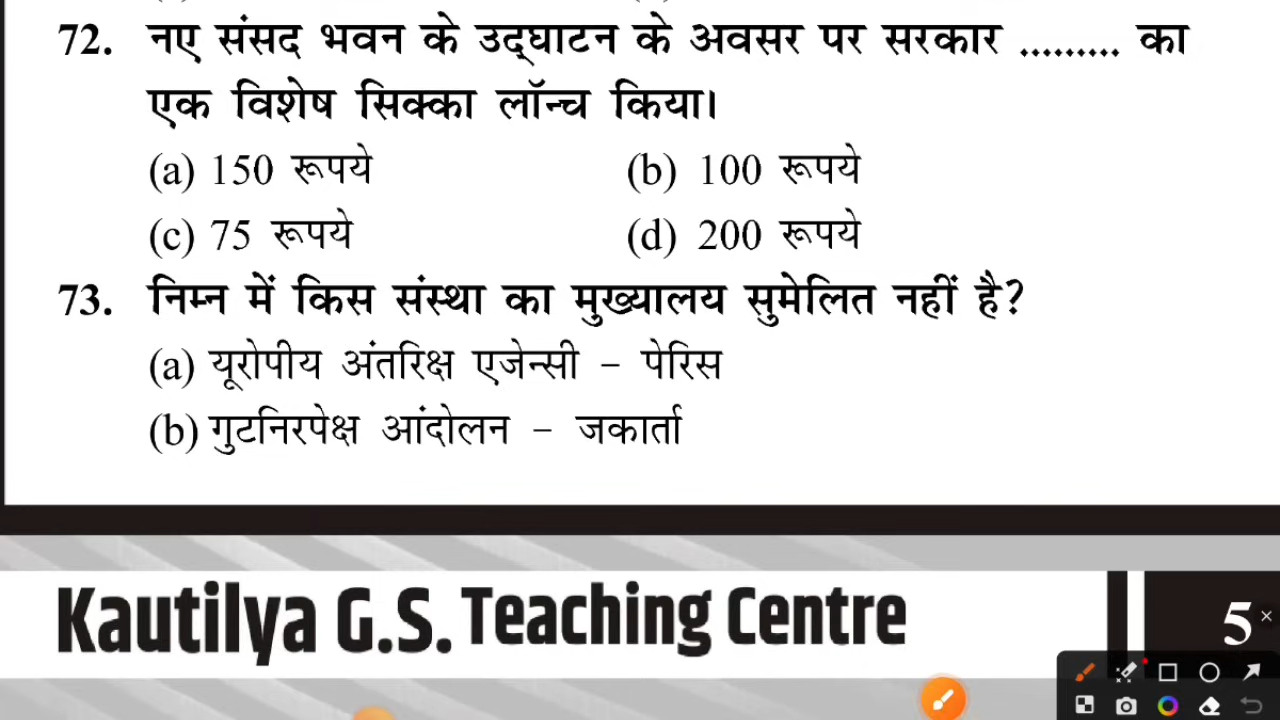 72. नए संसद भवन के उद्घाटन के अवसर पर सरकार ......... का
एक विशेष सिक्का लॉन्च किया।
(a) 150 रूपये (b) 100 रूपये
(c) 75 रूपये (d) 200 रूपये
73. निम्न में किस संस्था का मुख्यालय सुमेलित नहीं है?
(a) यूरोपीय अंतरिक्ष एजेन्सी – पेरिस
(b) गुटनिरपेक्ष आंदोलन – जकार्ता
Kautilya G.S. Teaching Centre 5